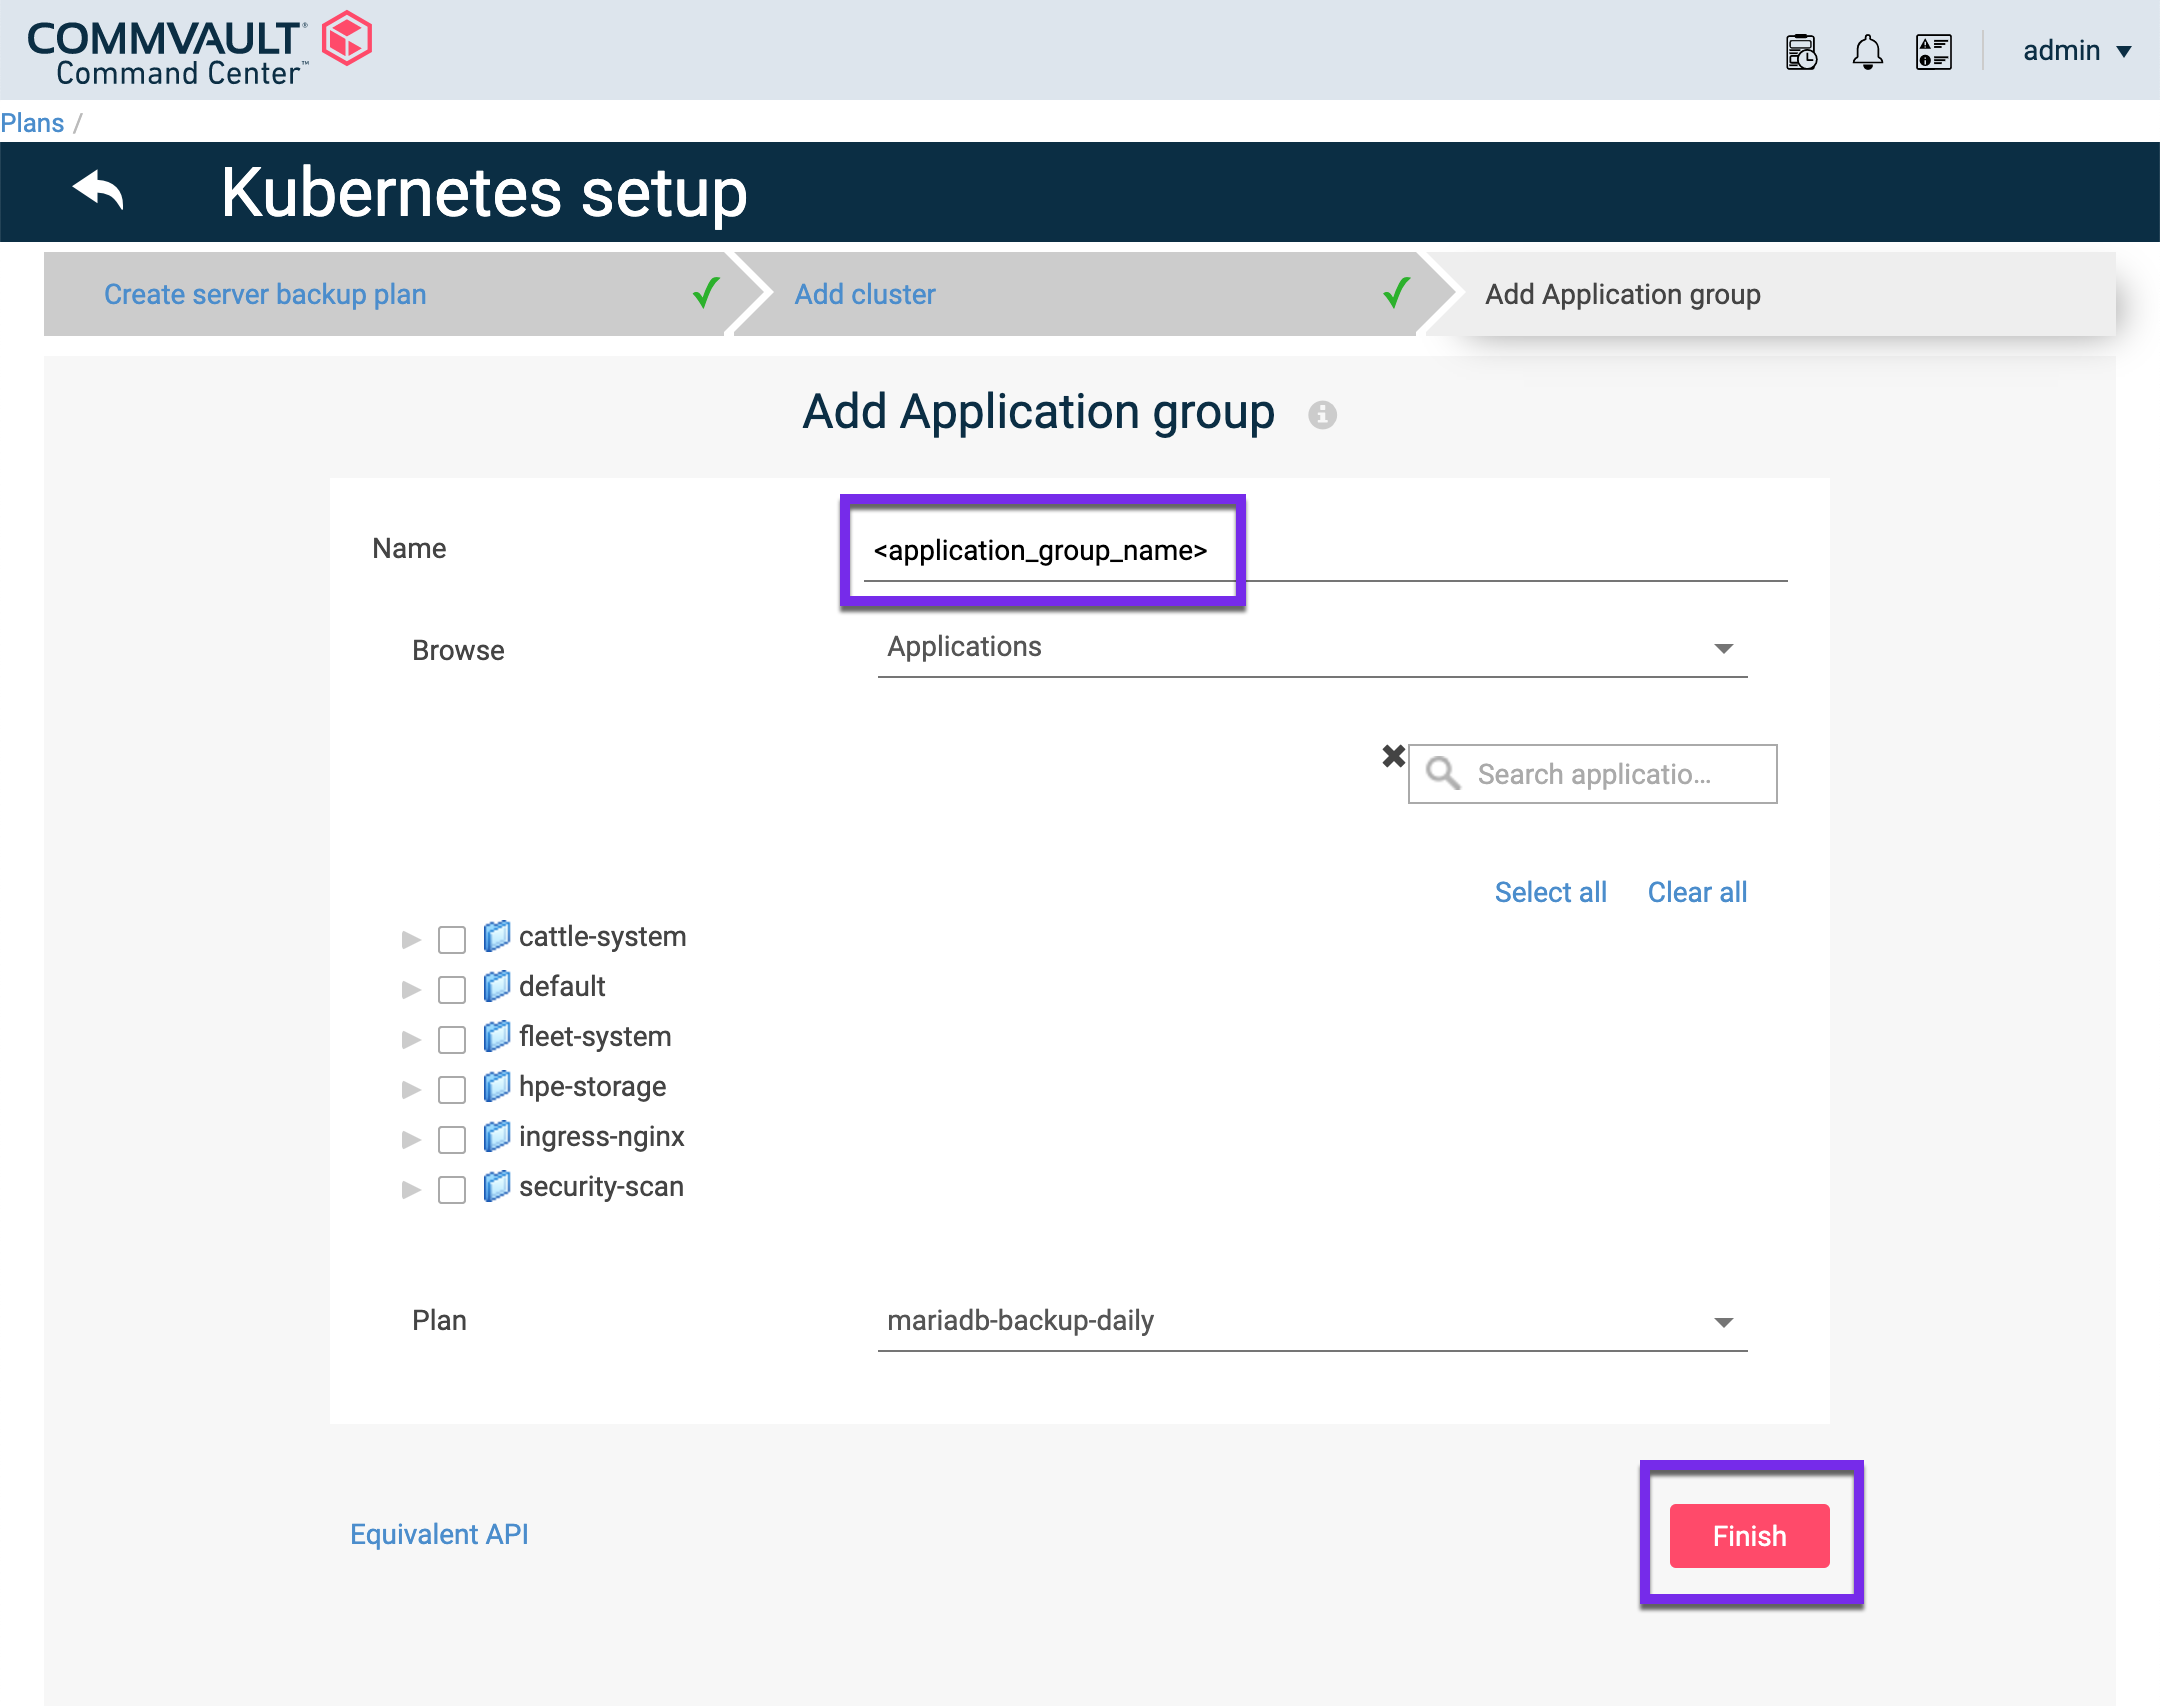 COMMVAULT
Command Center™
admin
Plans /
Kubernetes setup
Create server backup plan
Add cluster
Add Application group
Add Application group
Name
<application_group_name>
Browse
Applications
Search applicatio...
Select all
Clear all
cattle-system
default
fleet-system
hpe-storage
ingress-nginx
security-scan
Plan
mariadb-backup-daily
Equivalent API
Finish